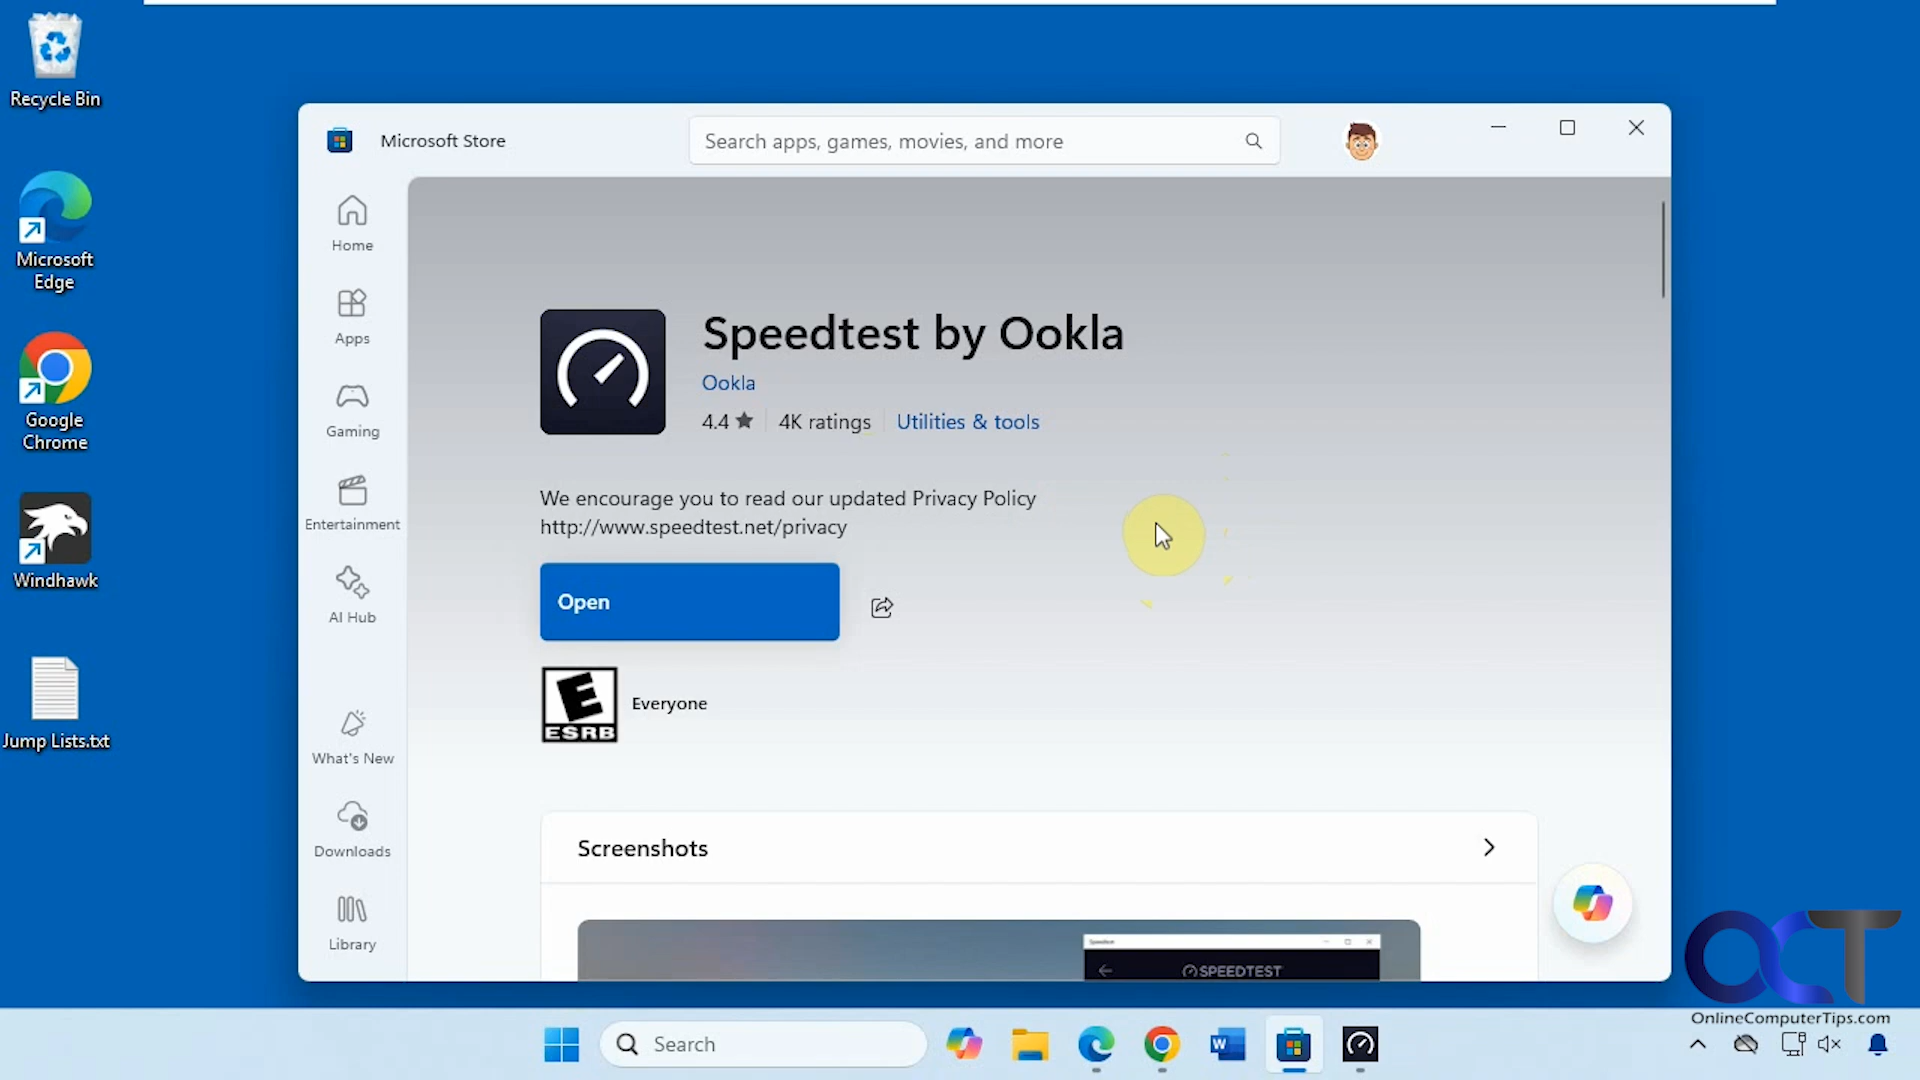 Recycle Bin
Microsoft
Edge
Google
Chrome
Windhawk
Jump Lists.txt
Microsoft Store
Search apps, games, movies, and more
Home
Apps
Gaming
Entertainment
AI Hub
What's New
Downloads
Library
Speedtest by Ookla
Ookla
4.4 ★ 4K ratings Utilities & tools
We encourage you to read our updated Privacy Policy
http://www.speedtest.net/privacy
Open
E
ESRB
Everyone
Screenshots
Speedtest
SPEEDTEST
OCT
OnlineComputerTips.com
Search
W